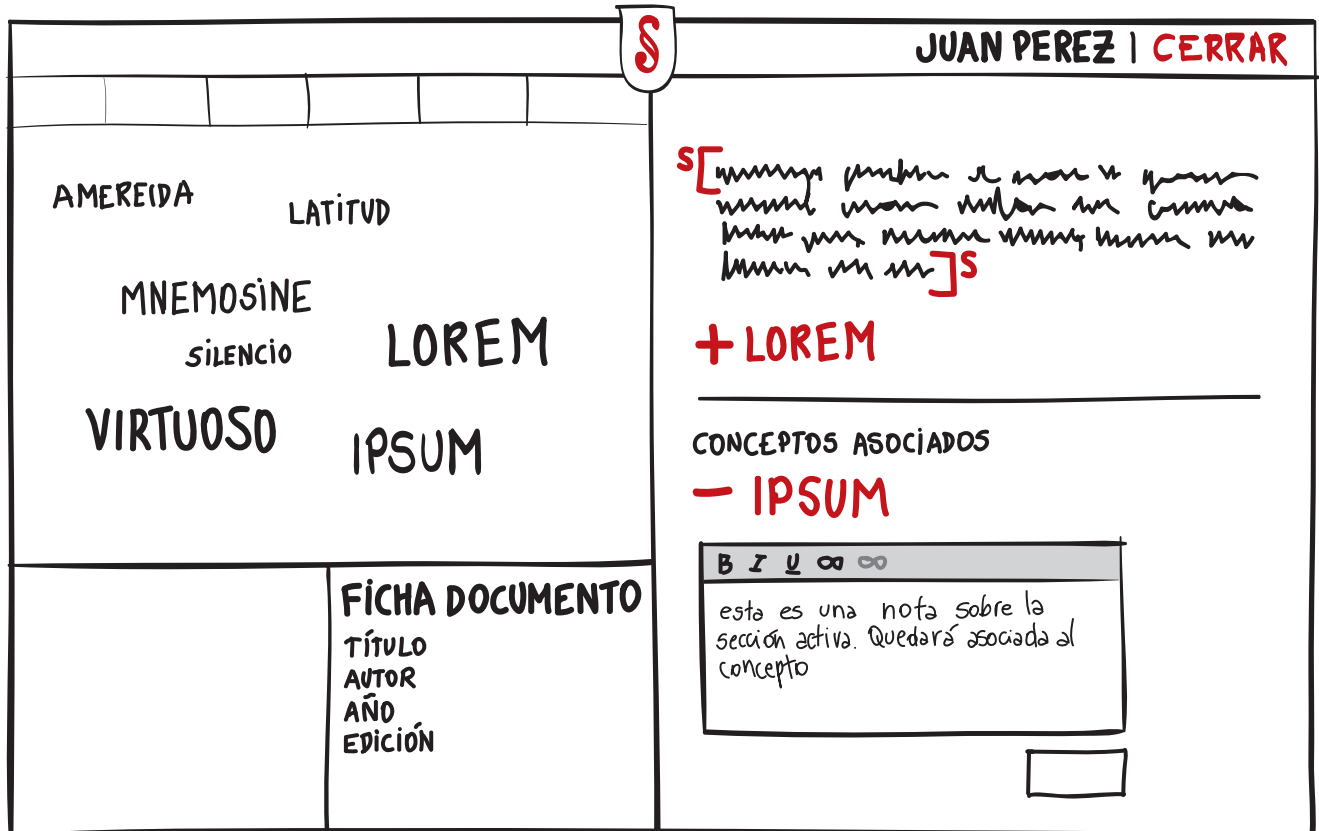 §
JUAN PEREZ | CERRAR
AMEREIDA
LATITUD
MNEMOSINE
SILENCIO
LOREM
VIRTUOSO
IPSUM
FICHA DOCUMENTO
TÍTULO
AUTOR
AÑO
EDICIÓN
S[
]S
+ LOREM
CONCEPTOS ASOCIADOS
– IPSUM
B I U ∞ ∞
esta es una nota sobre la
sección activa. Quedará asociada al
concepto